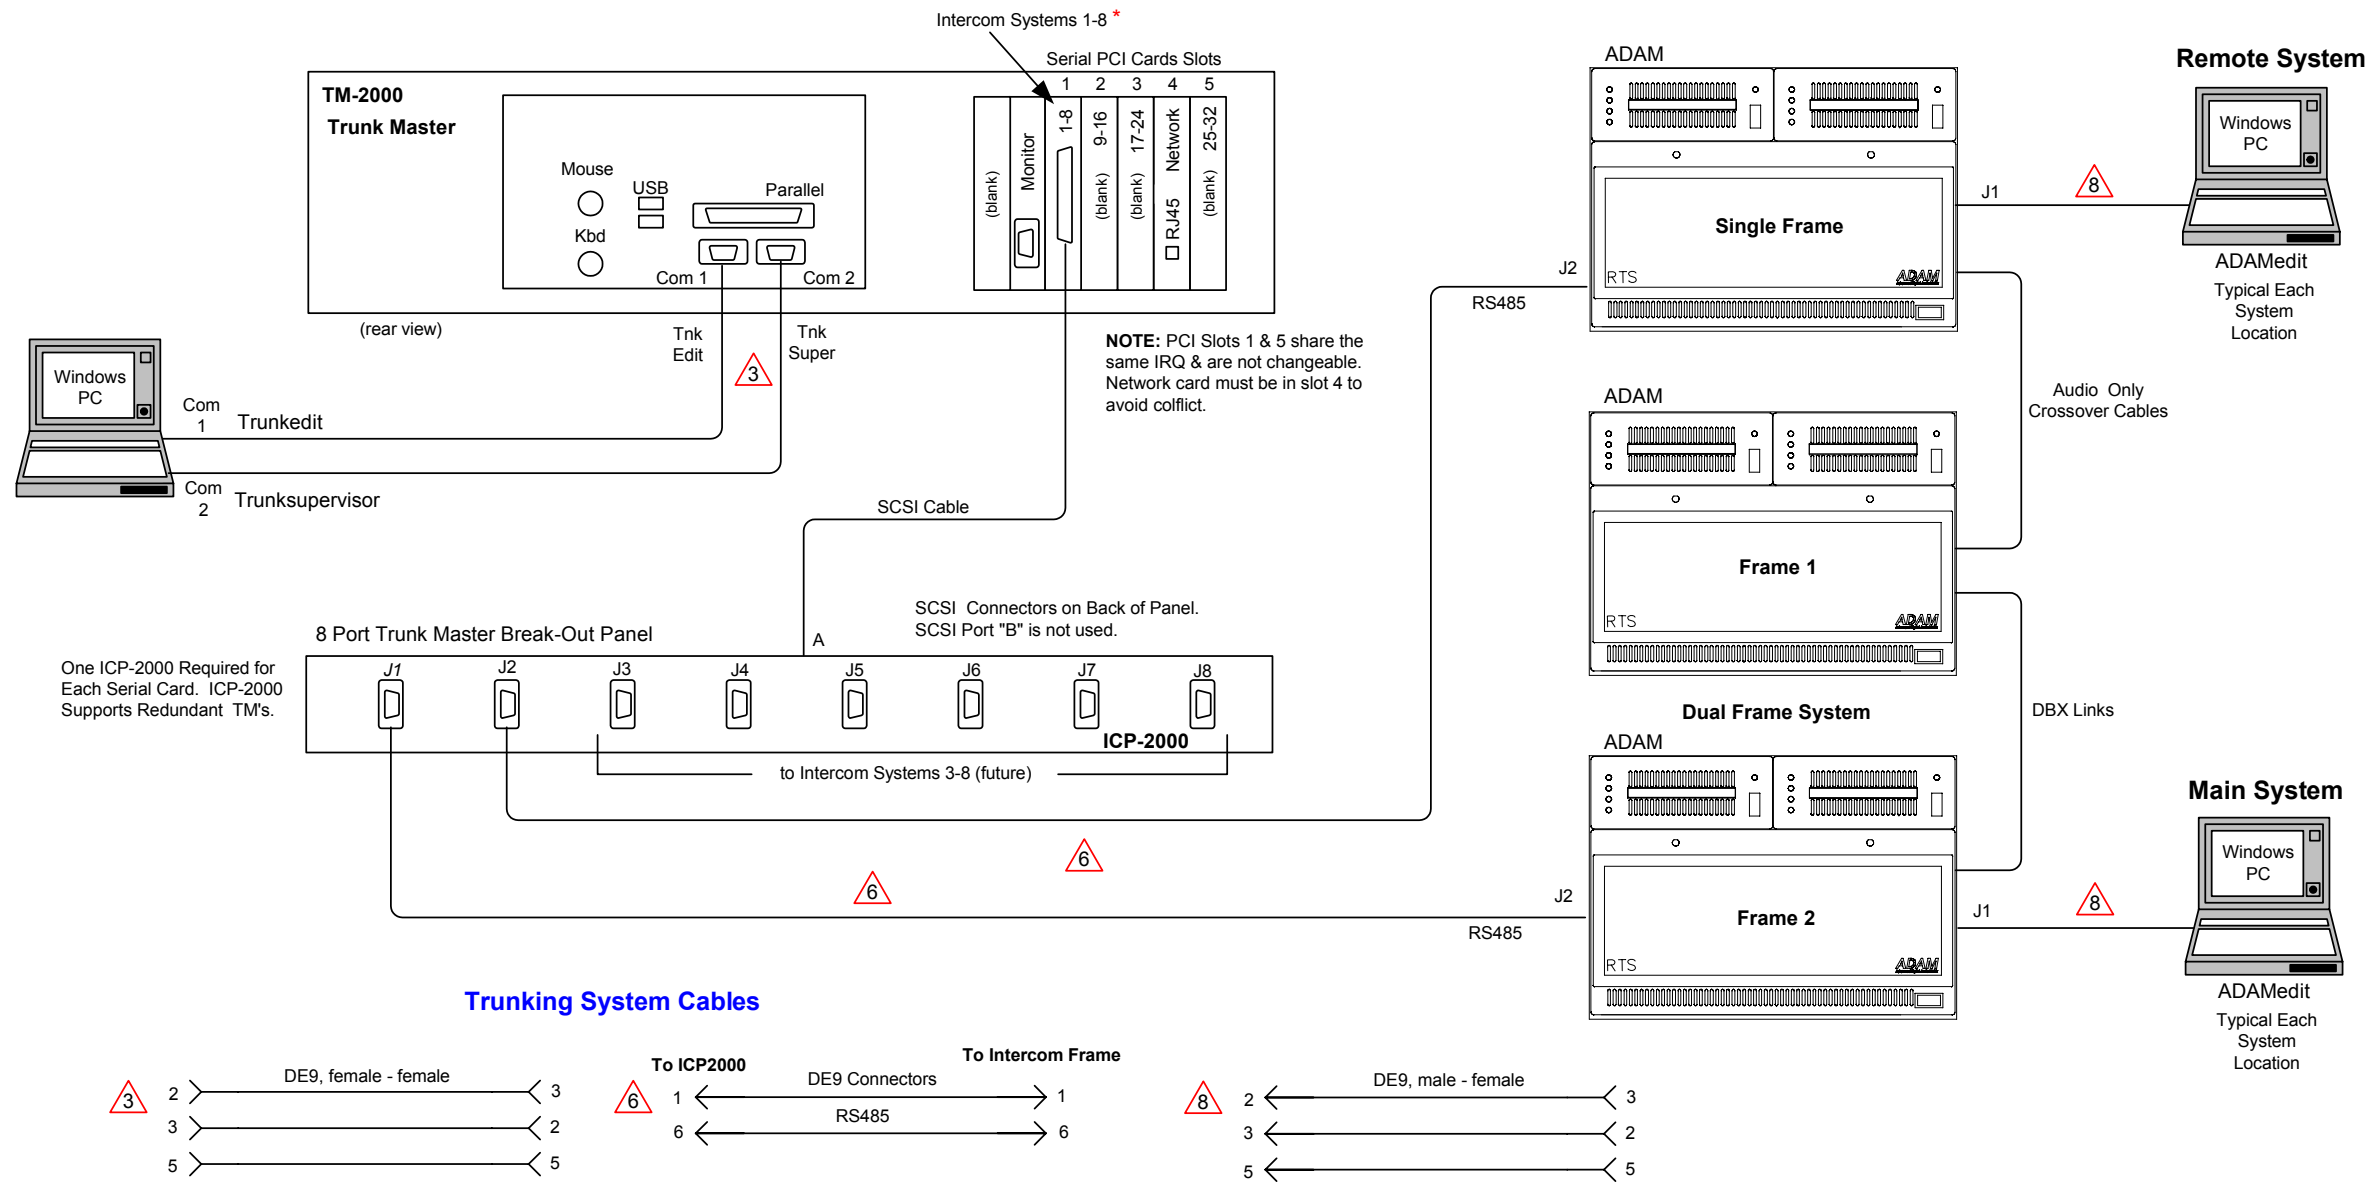 Intercom Systems 1-8 *
Serial PCI Cards Slots
1 2 3 4 5
TM-2000
Trunk Master
Mouse
USB
Parallel
Kbd
Com 1
Com 2
(blank)
Monitor
1-8
(blank) 9-16
(blank) 17-24
RJ45 Network
(blank) 25-32
(rear view)
Tnk
Edit
Tnk
Super
3
NOTE: PCI Slots 1 & 5 share the
same IRQ & are not changeable.
Network card must be in slot 4 to
avoid colflict.
Windows
PC
Com
1
Trunkedit
Com
2
Trunksupervisor
SCSI Cable
A
SCSI Connectors on Back of Panel.
SCSI Port "B" is not used.
8 Port Trunk Master Break-Out Panel
One ICP-2000 Required for
Each Serial Card. ICP-2000
Supports Redundant TM's.
J1 J2 J3 J4 J5 J6 J7 J8
ICP-2000
to Intercom Systems 3-8 (future)
6
6
RS485
J2
RS485
J2
ADAM
Single Frame
RTS
ADAM
J1
8
Remote System
Windows
PC
ADAMedit
Typical Each
System
Location
Audio Only
Crossover Cables
ADAM
Frame 1
RTS
ADAM
Dual Frame System
DBX Links
ADAM
Frame 2
RTS
ADAM
J1
8
Main System
Windows
PC
ADAMedit
Typical Each
System
Location
Trunking System Cables
3
DE9, female - female
2 3
3 2
5 5
6
To ICP2000
To Intercom Frame
DE9 Connectors
1 1
RS485
6 6
8
DE9, male - female
2 3
3 2
5 5